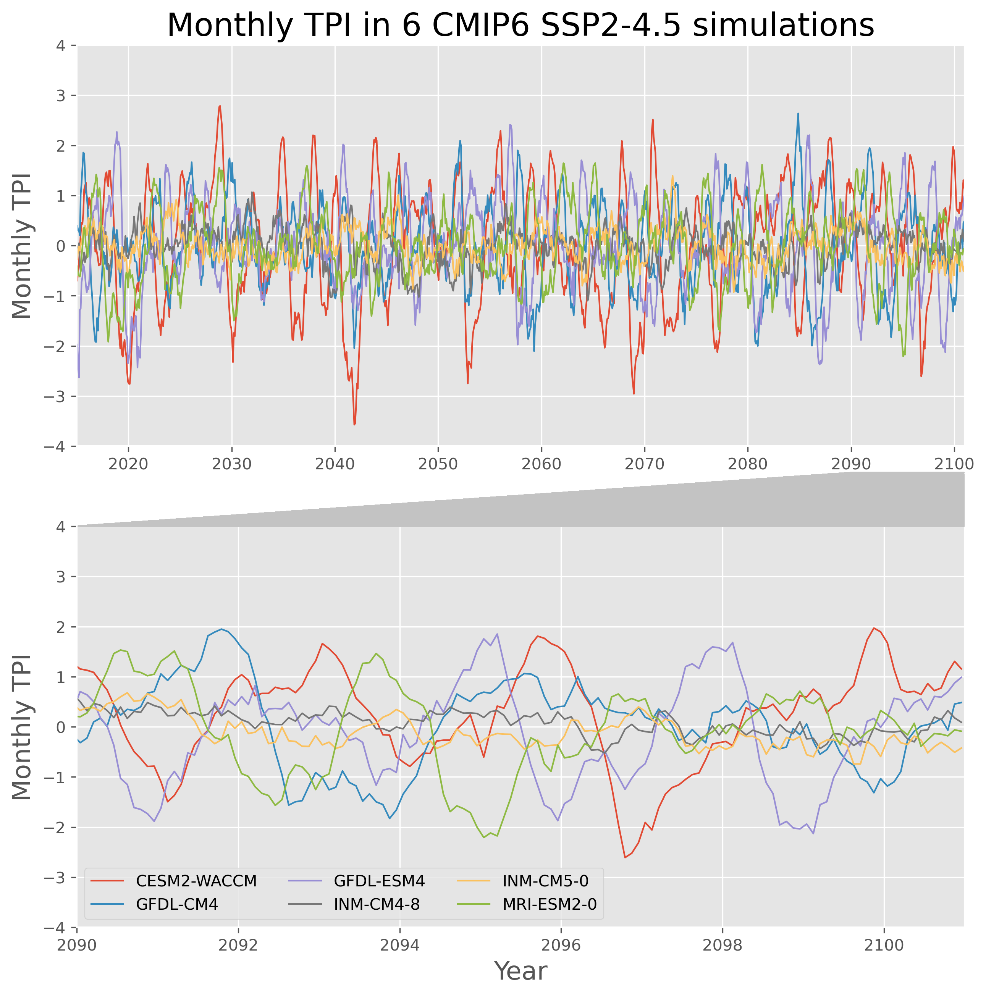 Monthly TPI in 6 CMIP6 SSP2-4.5 simulations
4
3
2
1
0
−1
−2
−3
−4
Monthly TPI
2020 2030 2040 2050 2060 2070 2080 2090 2100
4
3
2
1
0
−1
−2
−3
−4
Monthly TPI
CESM2-WACCM GFDL-ESM4 INM-CM5-0
GFDL-CM4 INM-CM4-8 MRI-ESM2-0
2090 2092 2094 2096 2098 2100
Year